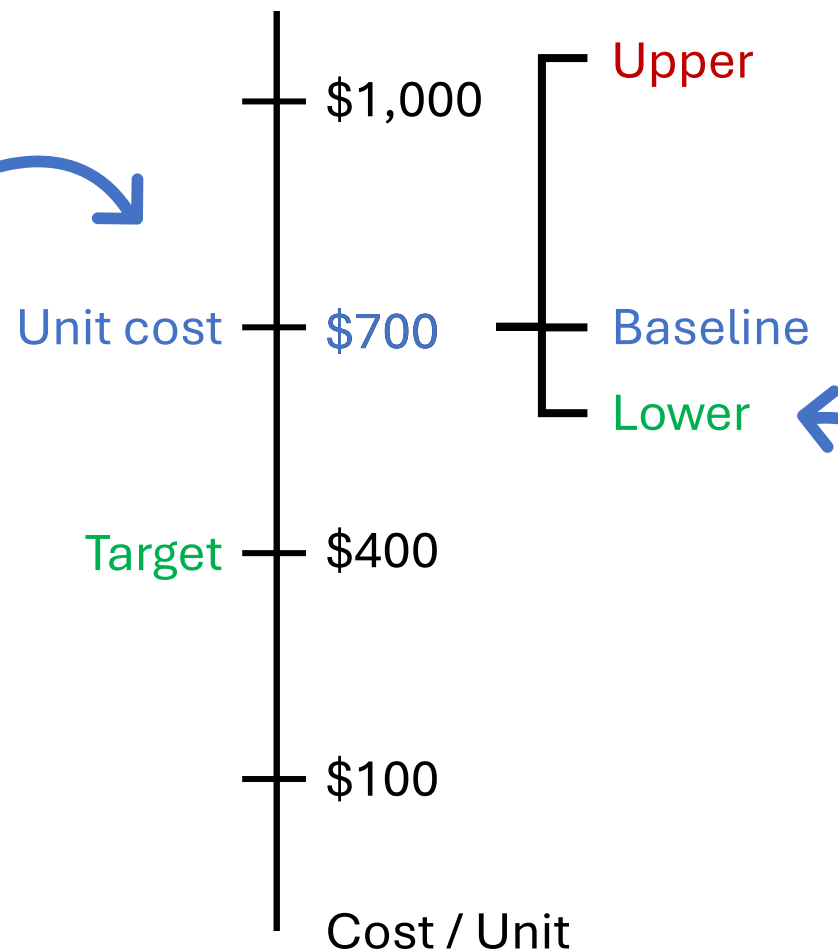 Upper
$1,000
Unit cost
$700
Baseline
Lower
Target
$400
$100
Cost / Unit